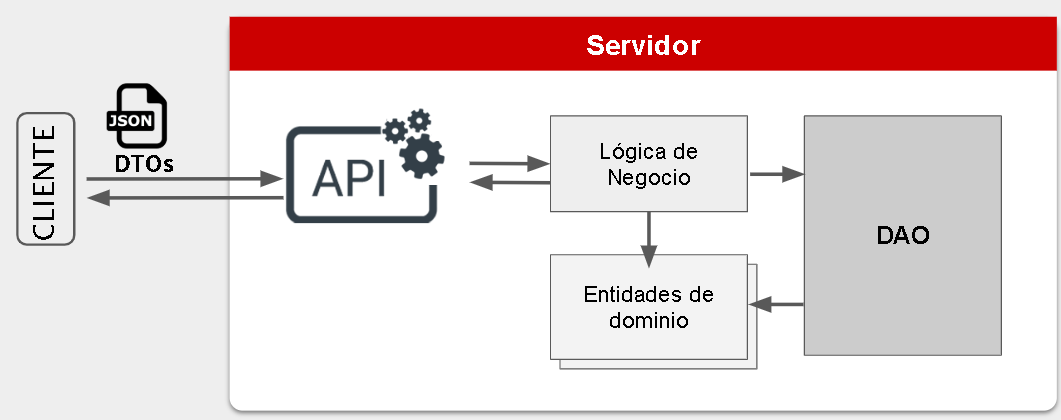 Servidor
CLIENTE
JSON
DTOs
API
Lógica de
Negocio
DAO
Entidades de
dominio